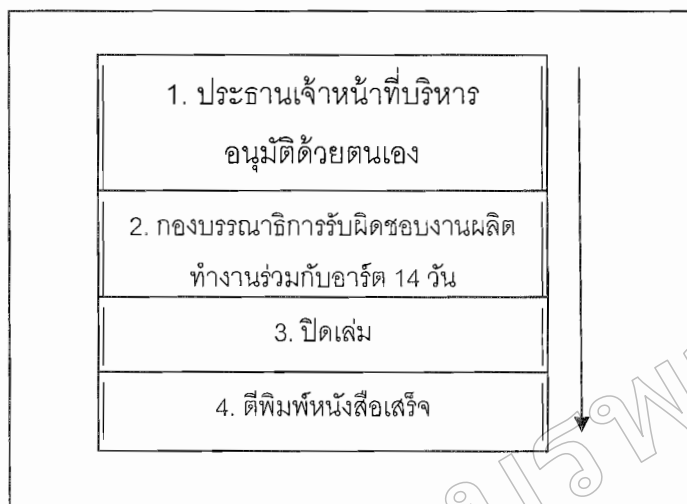 1. ประธานเจ้าหน้าที่บริหาร
อนุมัติด้วยตนเอง
2. กองบรรณาธิการรับผิดชอบงานผลิต
ทำงานร่วมกับอาร์ต 14 วัน
3. ปิดเล่ม
4. ตีพิมพ์หนังสือเสร็จ